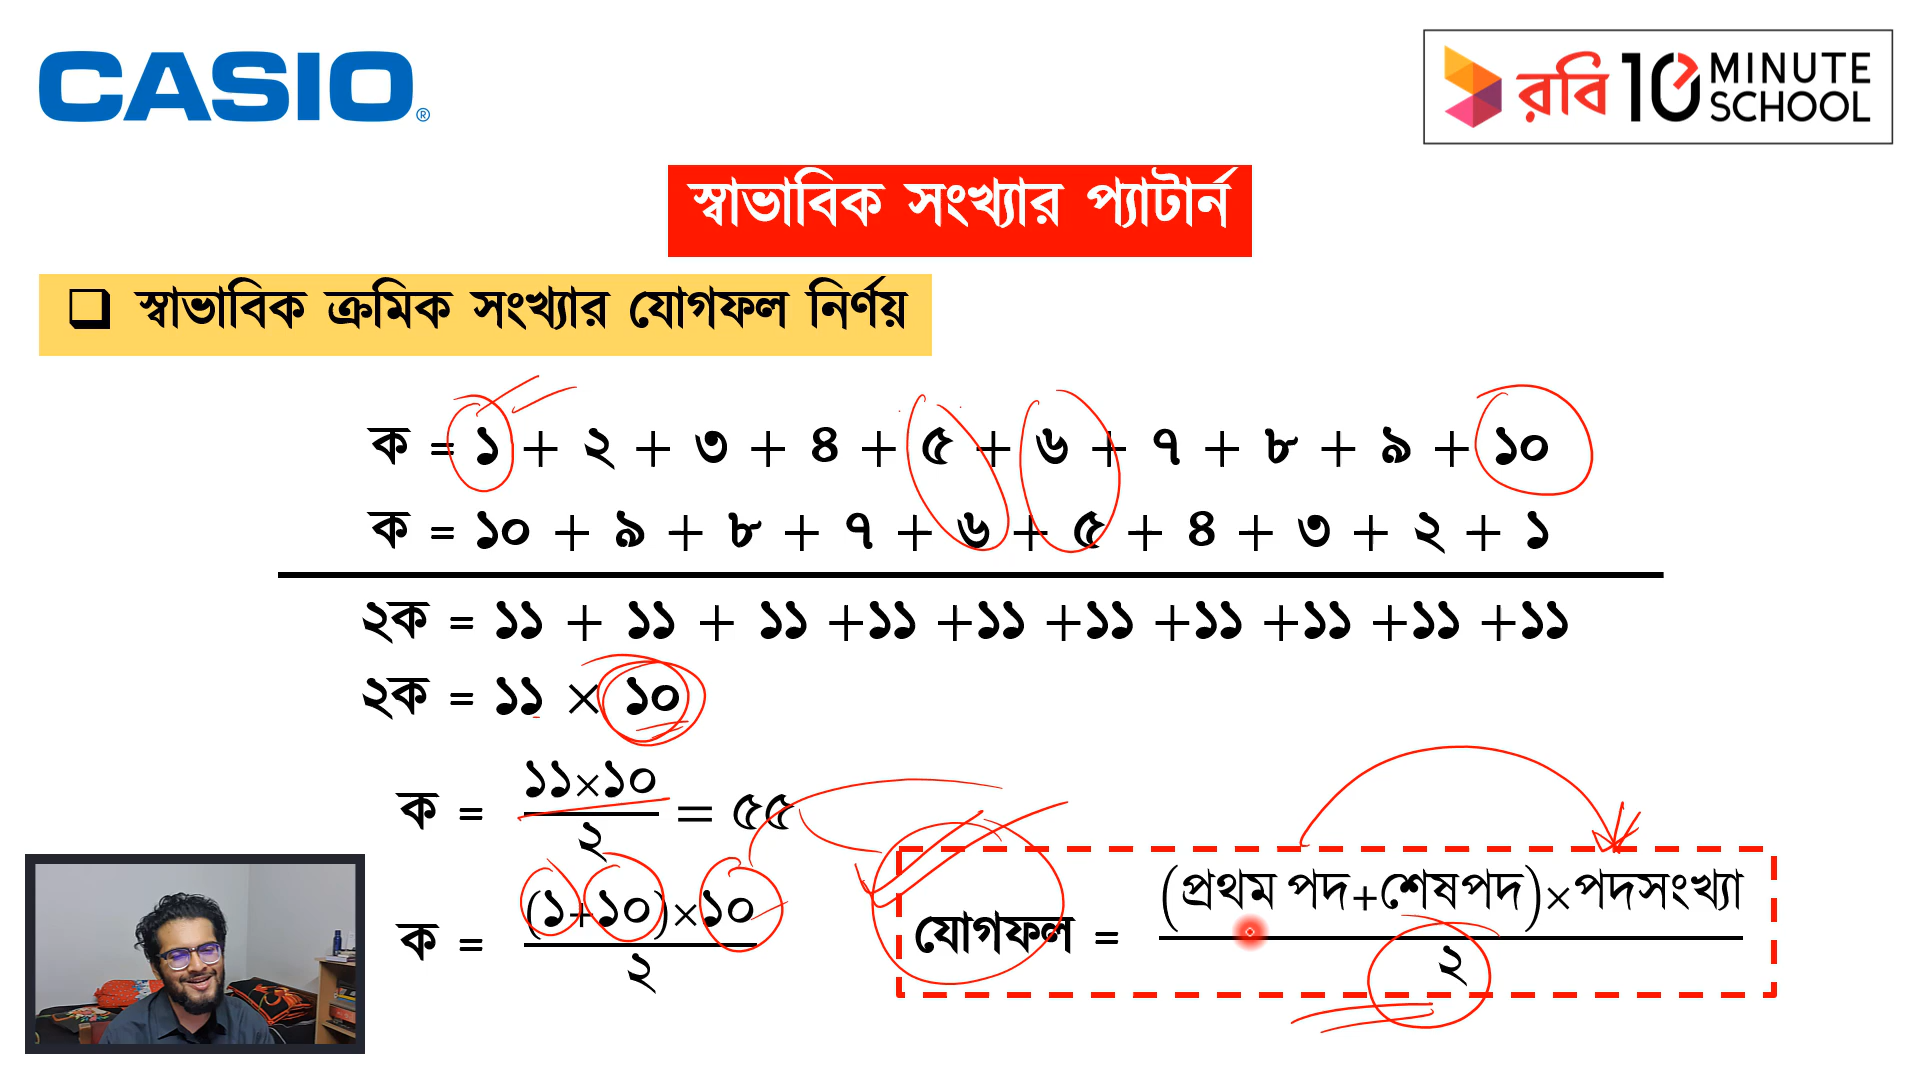 CASIO®
রবি 10 MINUTE SCHOOL
স্বাভাবিক সংখ্যার প্যাটার্ন
❑ স্বাভাবিক ক্রমিক সংখ্যার যোগফল নির্ণয়
ক = ১ + ২ + ৩ + ৪ + ৫ + ৬ + ৭ + ৮ + ৯ + ১০
ক = ১০ + ৯ + ৮ + ৭ + ৬ + ৫ + ৪ + ৩ + ২ + ১
২ক = ১১ + ১১ + ১১ +১১ +১১ +১১ +১১ +১১ +১১ +১১
২ক = ১১ × ১০
ক = ১১×১০/২ = ৫৫
ক = (১+১০)×১০/২
যোগফল = (প্রথম পদ+শেষপদ)×পদসংখ্যা/২